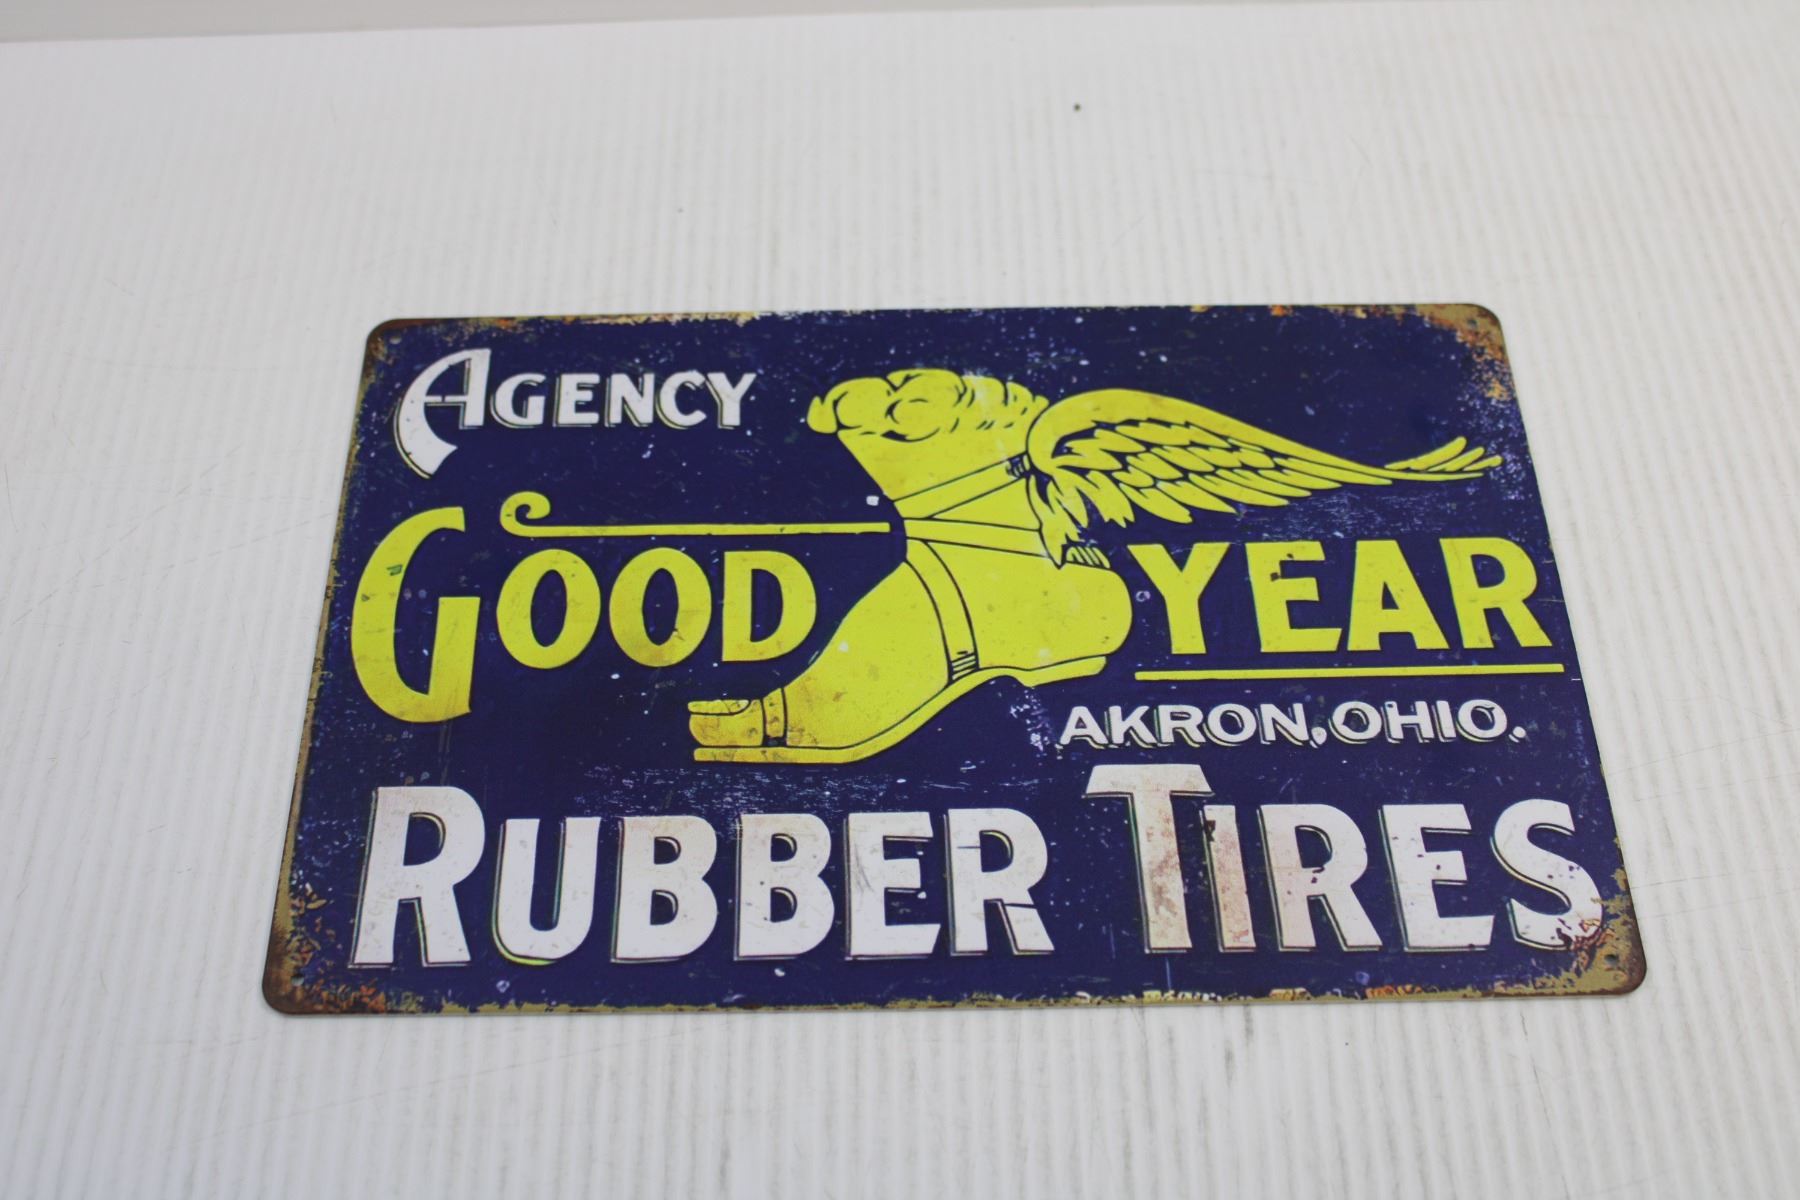 AGENCY
GOOD YEAR
AKRON, OHIO.
RUBBER TIRES